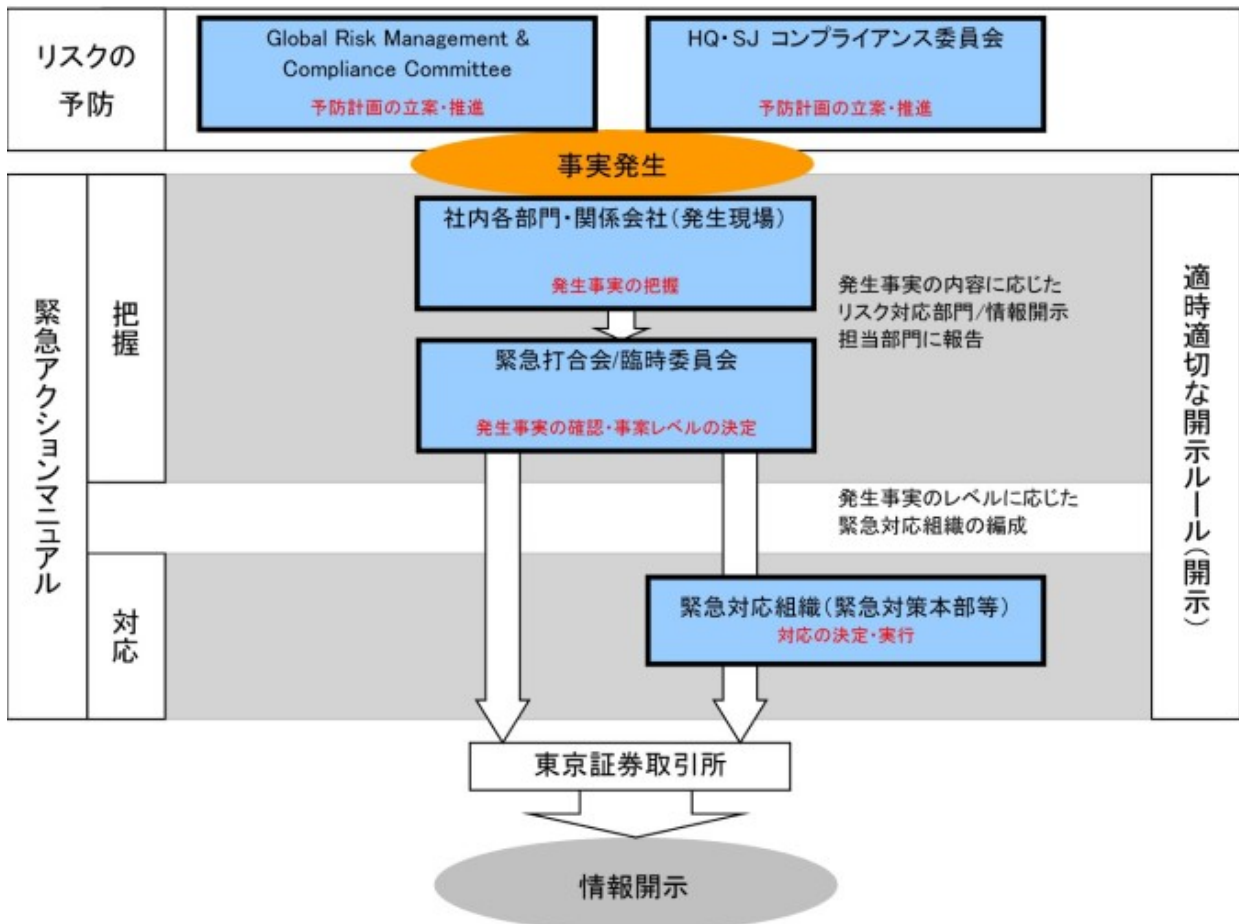 リスクの
予防
Global Risk Management &
Compliance Committee
予防計画の立案・推進
HQ・SJ コンプライアンス委員会
予防計画の立案・推進
事実発生
緊急アクションマニュアル
把握
社内各部門・関係会社(発生現場)
発生事実の把握
発生事実の内容に応じた
リスク対応部門/情報開示
担当部門に報告
緊急打合会/臨時委員会
発生事実の確認・事案レベルの決定
発生事実のレベルに応じた
緊急対応組織の編成
対応
緊急対応組織(緊急対策本部等)
対応の決定・実行
適時適切な開示ルール(開示)
東京証券取引所
情報開示